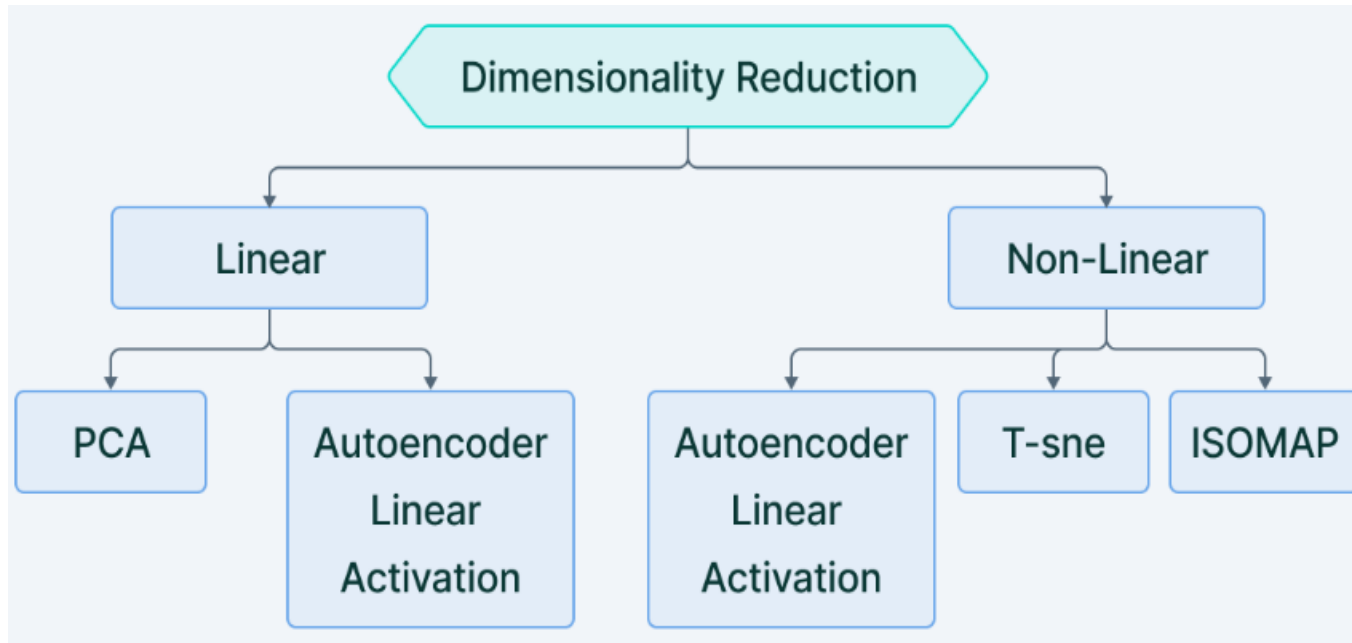 Dimensionality Reduction
Linear
Non-Linear
PCA
Autoencoder
Linear
Activation
Autoencoder
Linear
Activation
T-sne
ISOMAP